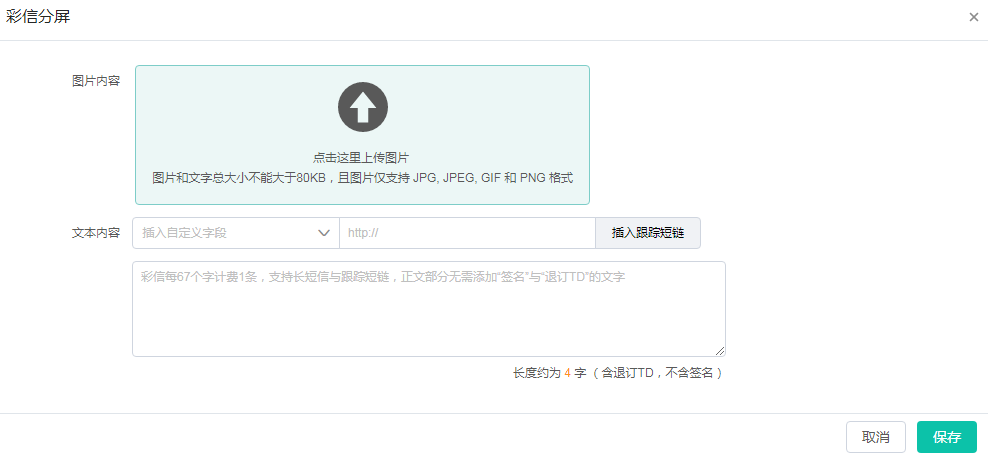 彩信分屏
图片内容
点击这里上传图片
图片和文字总大小不能大于80KB，且图片仅支持 JPG, JPEG, GIF 和 PNG 格式
文本内容 插入自定义字段 http:// 插入跟踪短链
彩信每67个字计费1条，支持长短信与跟踪短链，正文部分无需添加“签名”与“退订TD”的文字
长度约为 4 字 （含退订TD，不含签名）
取消 保存